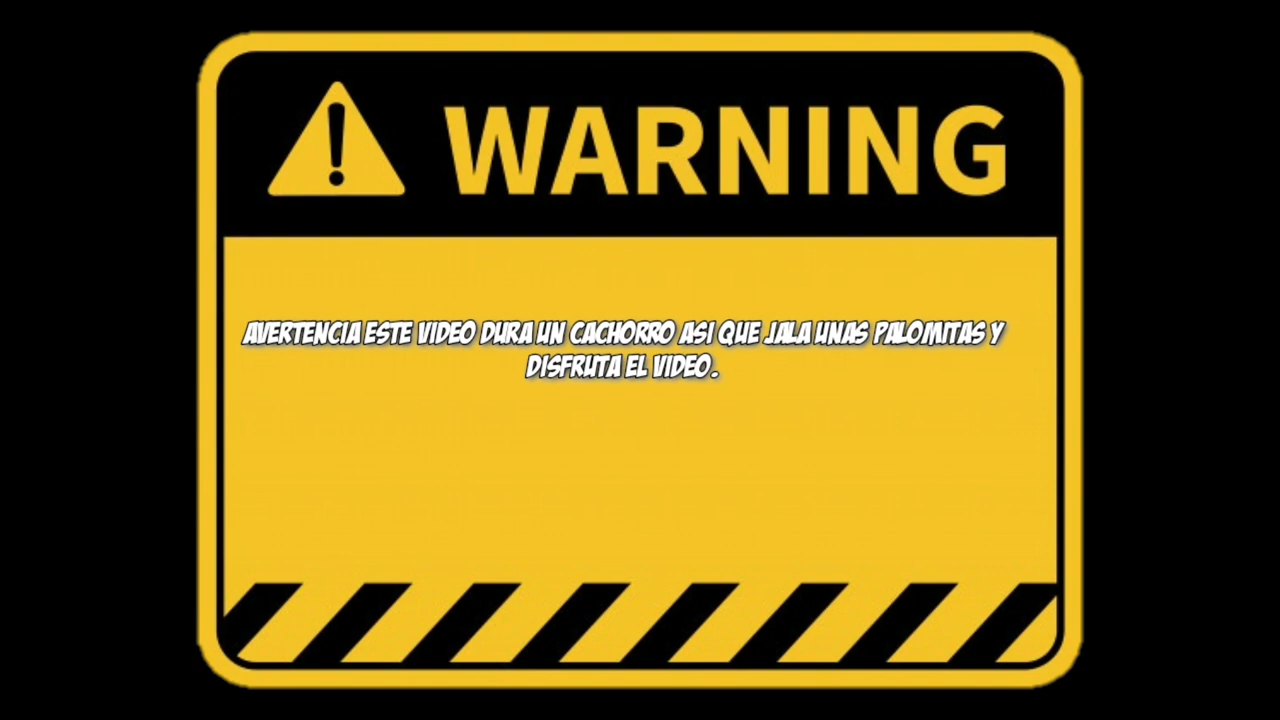 WARNING
AVERTENCIA ESTE VIDEO DURA UN CACHORRO ASI QUE JALA UNAS PALOMITAS Y
DISFRUTA EL VIDEO.